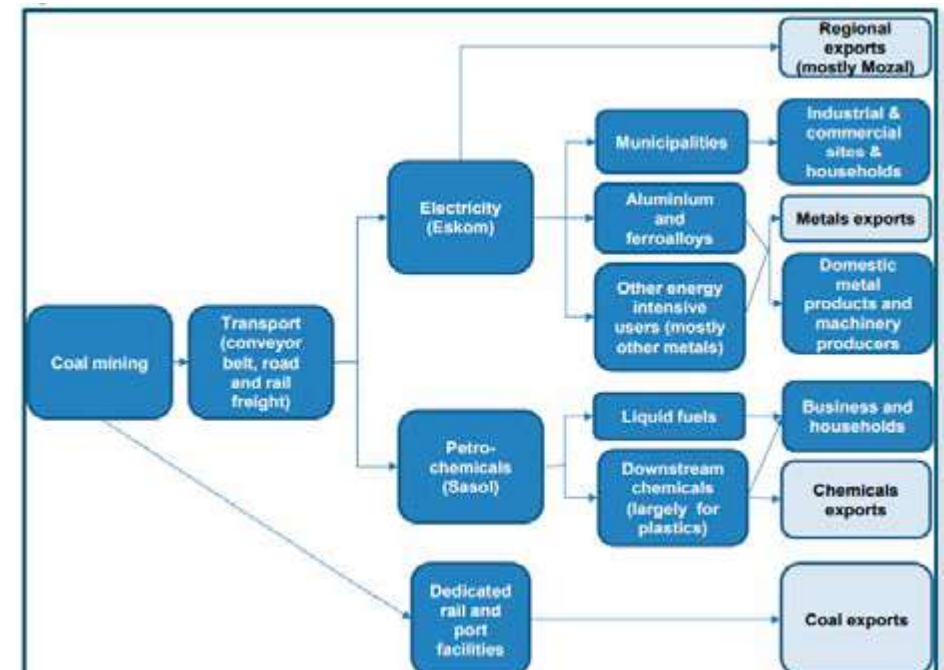 Regional
exports
(mostly Mozal)
Municipalities
Industrial &
commercial
sites &
households
Electricity
(Eskom)
Aluminium
and
ferroalloys
Metals exports
Other energy
intensive
users (mostly
other metals)
Domestic
metal
products and
machinery
producers
Coal mining
Transport
(conveyor
belt, road
and rail
freight)
Liquid fuels
Business and
households
Petro-
chemicals
(Sasol)
Downstream
chemicals
(largely for
plastics)
Chemicals
exports
Dedicated
rail and
port
facilities
Coal exports